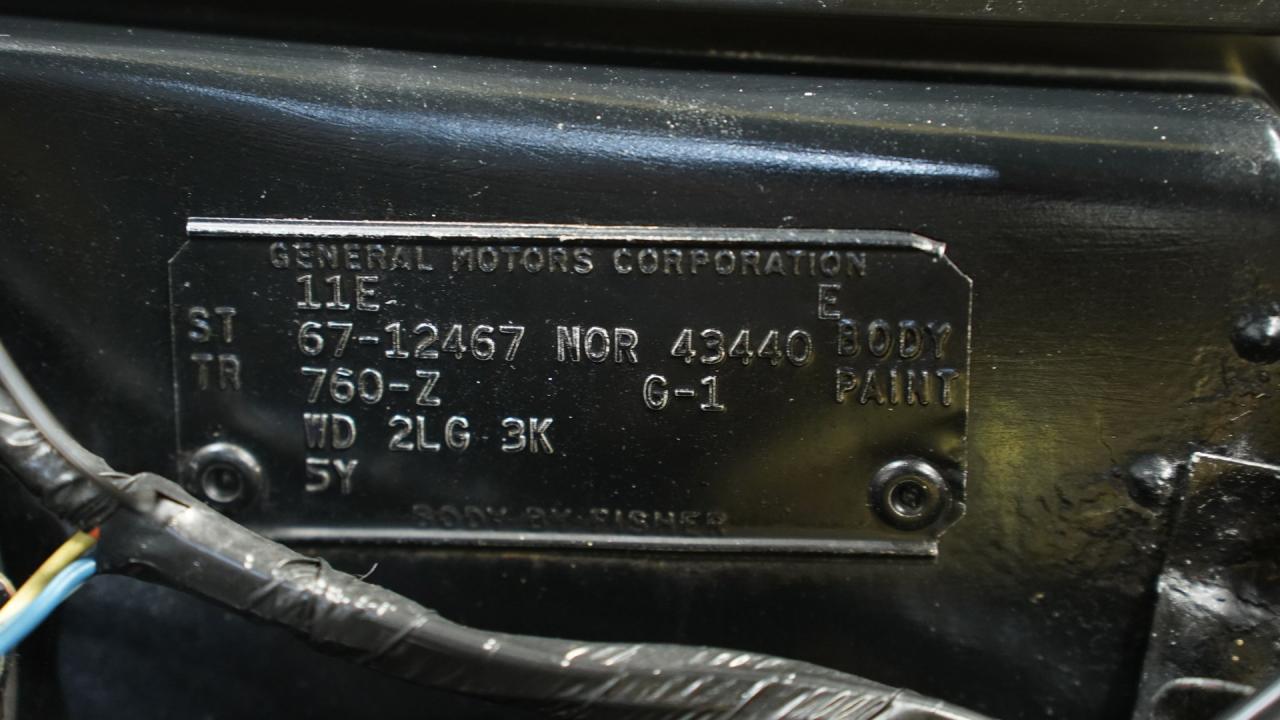 GENERAL MOTORS CORPORATION
11E E
ST 67-12467 NOR 43440 BODY
TR 760-Z G-1 PAINT
WD 2LG 3K
5Y
BODY BY FISHER